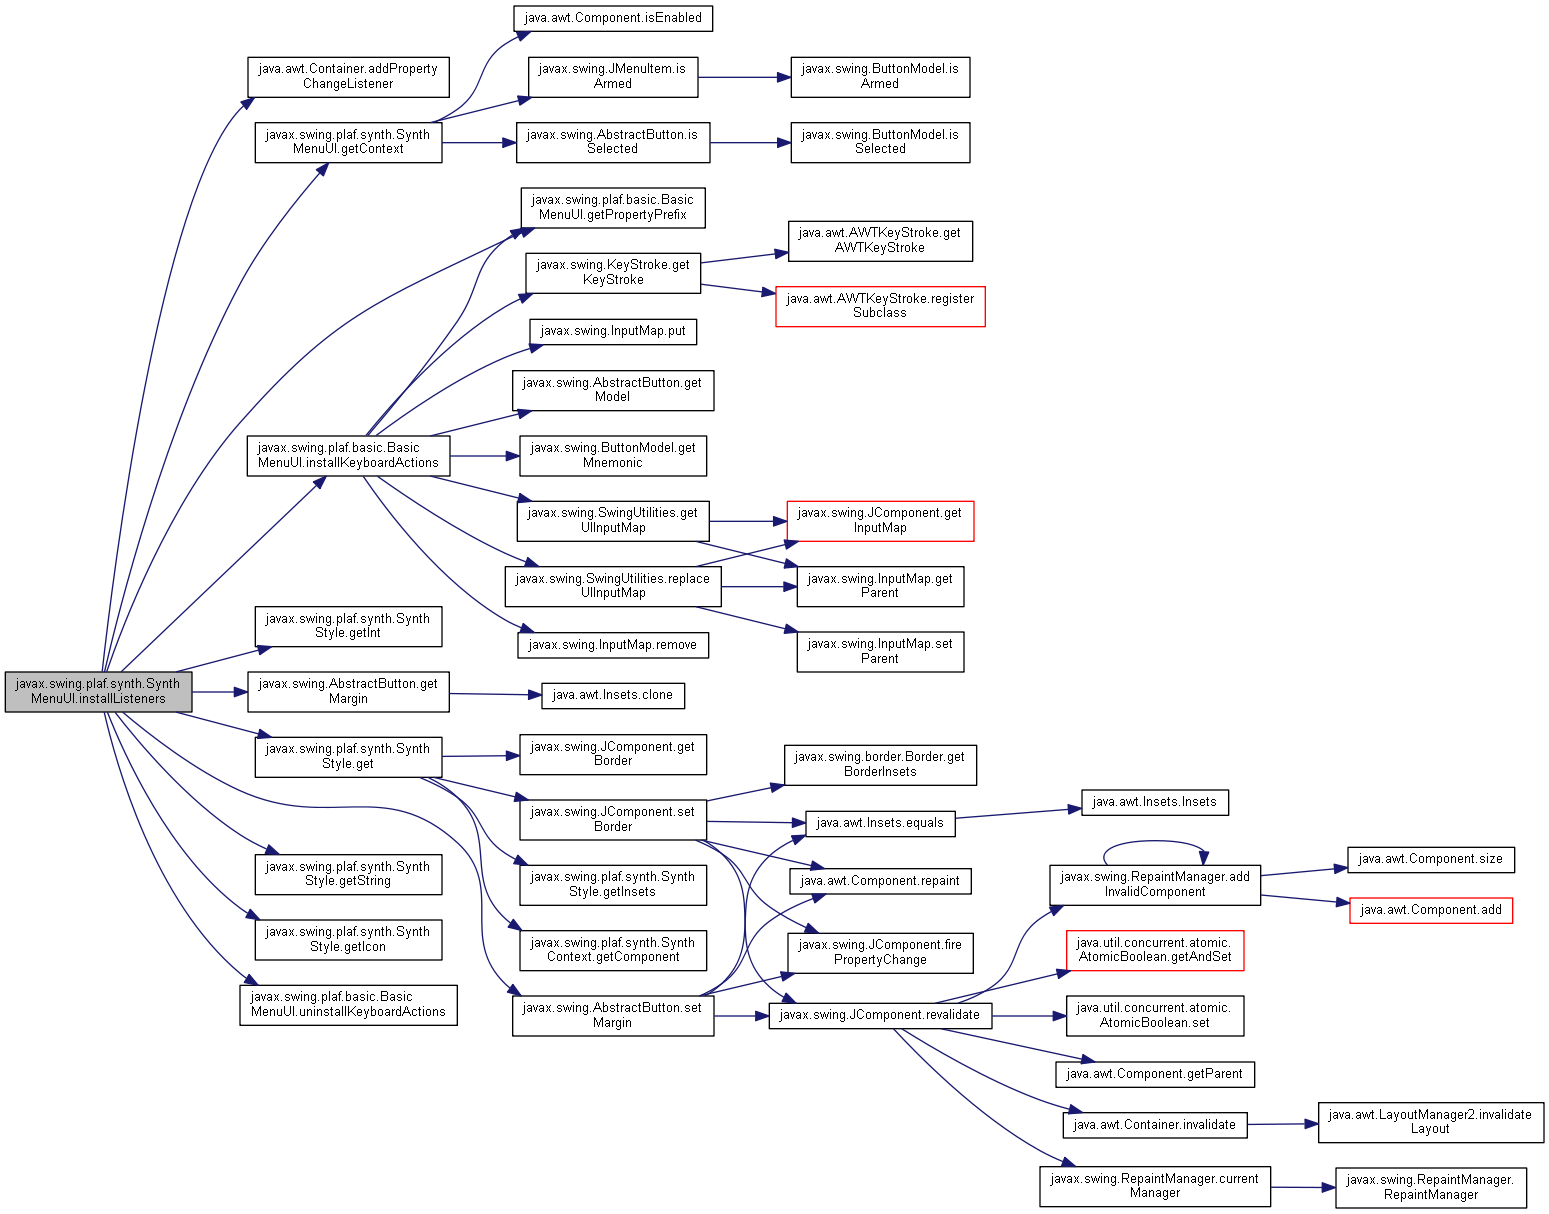 java.awt.Component.isEnabled
java.awt.Container.addProperty
ChangeListener
javax.swing.JMenuItem.is
Armed
javax.swing.ButtonModel.is
Armed
javax.swing.plaf.synth.Synth
MenuUI.getContext
javax.swing.AbstractButton.is
Selected
javax.swing.ButtonModel.is
Selected
javax.swing.plaf.basic.Basic
MenuUI.getPropertyPrefix
java.awt.AWTKeyStroke.get
AWTKeyStroke
javax.swing.KeyStroke.get
KeyStroke
java.awt.AWTKeyStroke.register
Subclass
javax.swing.InputMap.put
javax.swing.AbstractButton.get
Model
javax.swing.plaf.basic.Basic
MenuUI.installKeyboardActions
javax.swing.ButtonModel.get
Mnemonic
javax.swing.SwingUtilities.get
UIInputMap
javax.swing.JComponent.get
InputMap
javax.swing.SwingUtilities.replace
UIInputMap
javax.swing.InputMap.get
Parent
javax.swing.plaf.synth.Synth
Style.getInt
javax.swing.InputMap.remove
javax.swing.InputMap.set
Parent
javax.swing.plaf.synth.Synth
MenuUI.installListeners
javax.swing.AbstractButton.get
Margin
java.awt.Insets.clone
javax.swing.plaf.synth.Synth
Style.get
javax.swing.JComponent.get
Border
javax.swing.border.Border.get
BorderInsets
javax.swing.JComponent.set
Border
java.awt.Insets.equals
java.awt.Insets.Insets
javax.swing.plaf.synth.Synth
Style.getString
javax.swing.plaf.synth.Synth
Style.getInsets
java.awt.Component.repaint
javax.swing.RepaintManager.add
InvalidComponent
java.awt.Component.size
java.awt.Component.add
javax.swing.plaf.synth.Synth
Style.getIcon
javax.swing.plaf.synth.Synth
Context.getComponent
javax.swing.JComponent.fire
PropertyChange
java.util.concurrent.atomic.
AtomicBoolean.getAndSet
javax.swing.plaf.basic.Basic
MenuUI.uninstallKeyboardActions
javax.swing.AbstractButton.set
Margin
javax.swing.JComponent.revalidate
java.util.concurrent.atomic.
AtomicBoolean.set
java.awt.Component.getParent
java.awt.Container.invalidate
java.awt.LayoutManager2.invalidate
Layout
javax.swing.RepaintManager.current
Manager
javax.swing.RepaintManager.
RepaintManager